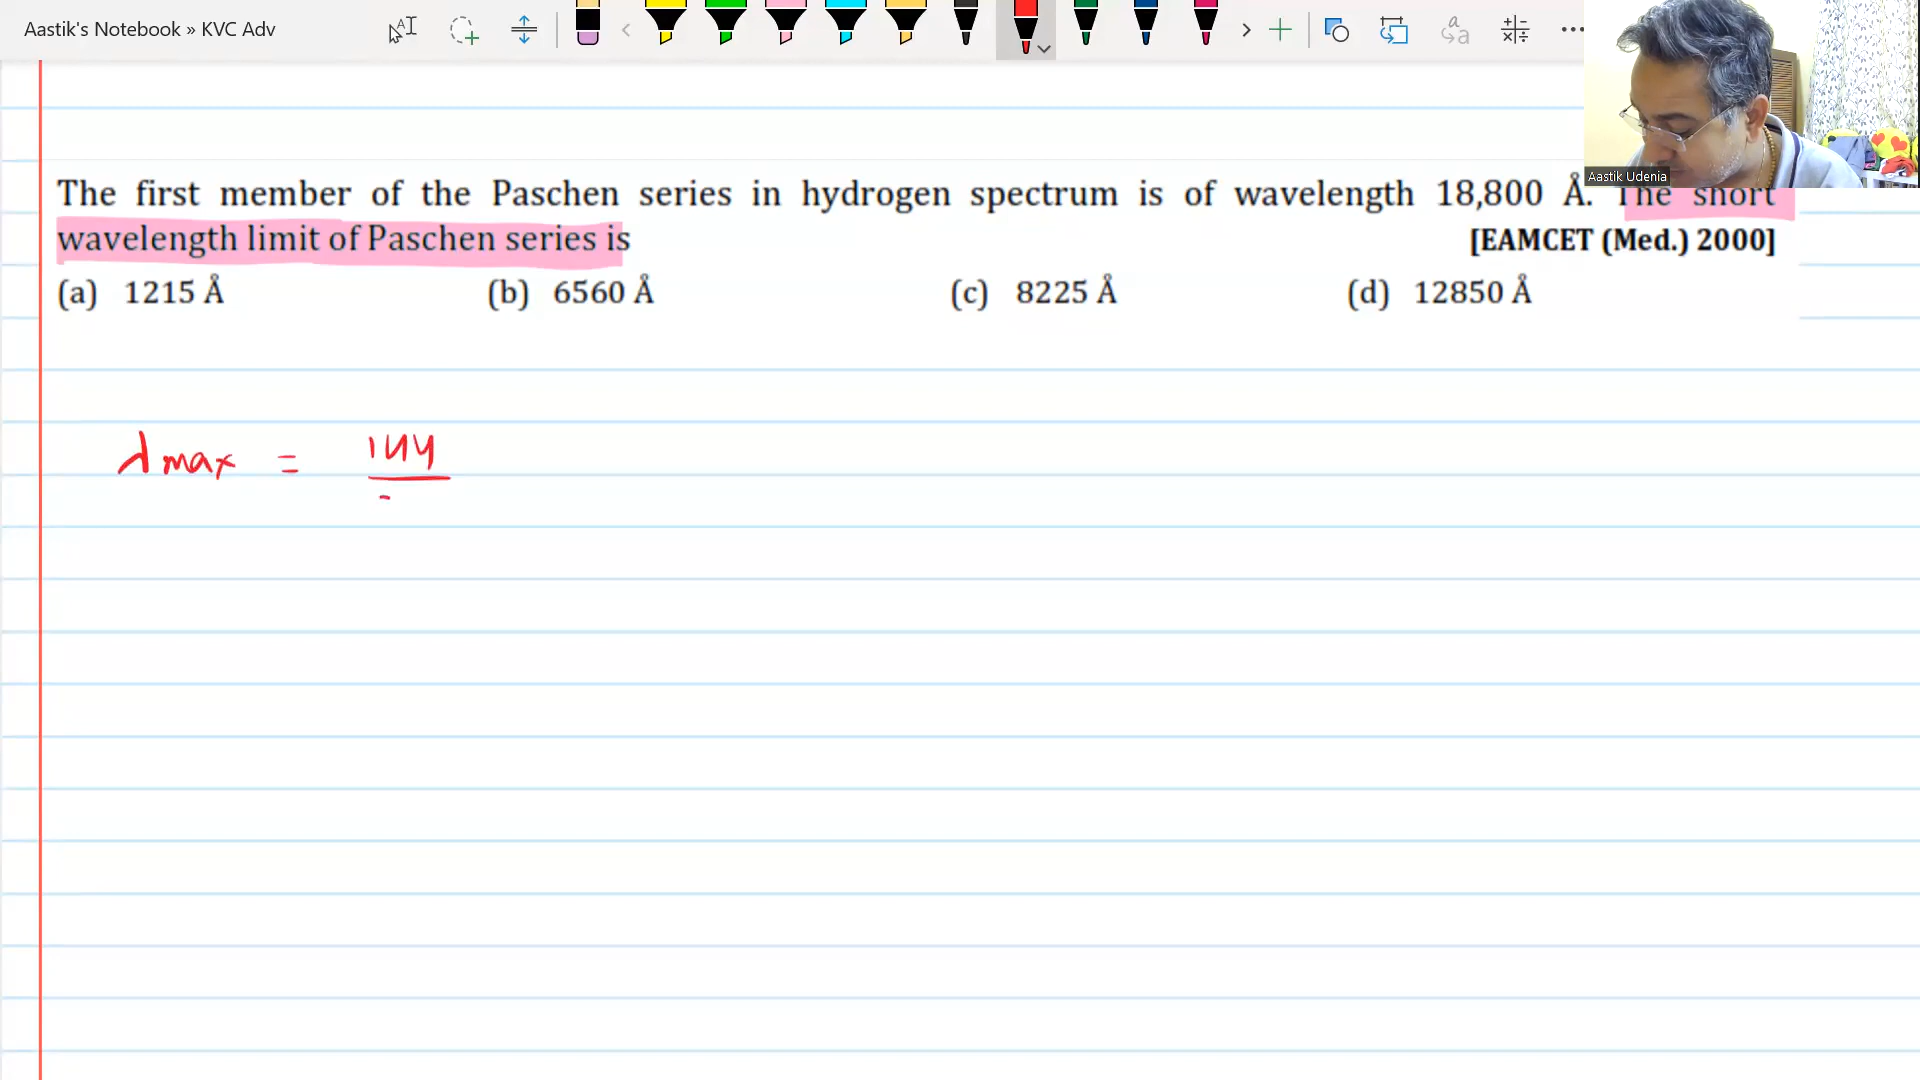 Aastik's Notebook » KVC Adv
Aastik Udenia
The first member of the Paschen series in hydrogen spectrum is of wavelength 18,800 Å. The short
wavelength limit of Paschen series is [EAMCET (Med.) 2000]
(a) 1215 Å (b) 6560 Å (c) 8225 Å (d) 12850 Å
λmax = 144